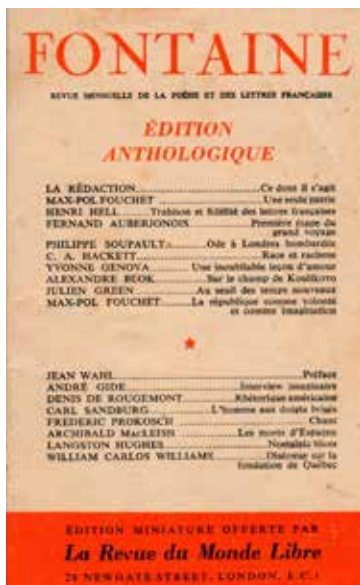 FONTAINE
REVUE MENSUELLE DE LA POÉSIE ET DES LETTRES FRANÇAISES
ÉDITION
ANTHOLOGIQUE
LA RÉDACTION Ce dont il s'agit
MAX-POL FOUCHET Une seule patrie
HENRI HELL Trahison et fidélité des lettres françaises
FERNAND AUBERJONOIS Première étape du
grand voyage
PHILIPPE SOUPAULT Ode à Londres bombardée
C. A. HACKETT Race et racisme
YVONNE GENOVA Une inoubliable leçon d'amour
ALEXANDRE BLOK Sur le champ de Koulikovo
JULIEN GREEN Au seuil des temps nouveaux
MAX-POL FOUCHET La république comme volonté
et comme imagination
JEAN WAHL Préface
ANDRÉ GIDE Interview imaginaire
DENIS DE ROUGEMONT Rhétorique américaine
CARL SANDBURG L'homme aux doigts brisés
FREDERIC PROKOSCH Chant
ARCHIBALD MacLEISH Les morts d'Espagne
LANGSTON HUGHES Nostalgic blues
WILLIAM CARLOS WILLIAMS Dialogue sur la
fondation de Québec
EDITION MINIATURE OFFERTE PAR
La Revue du Monde Libre
28 NEWGATE STREET, LONDON, E.C.1